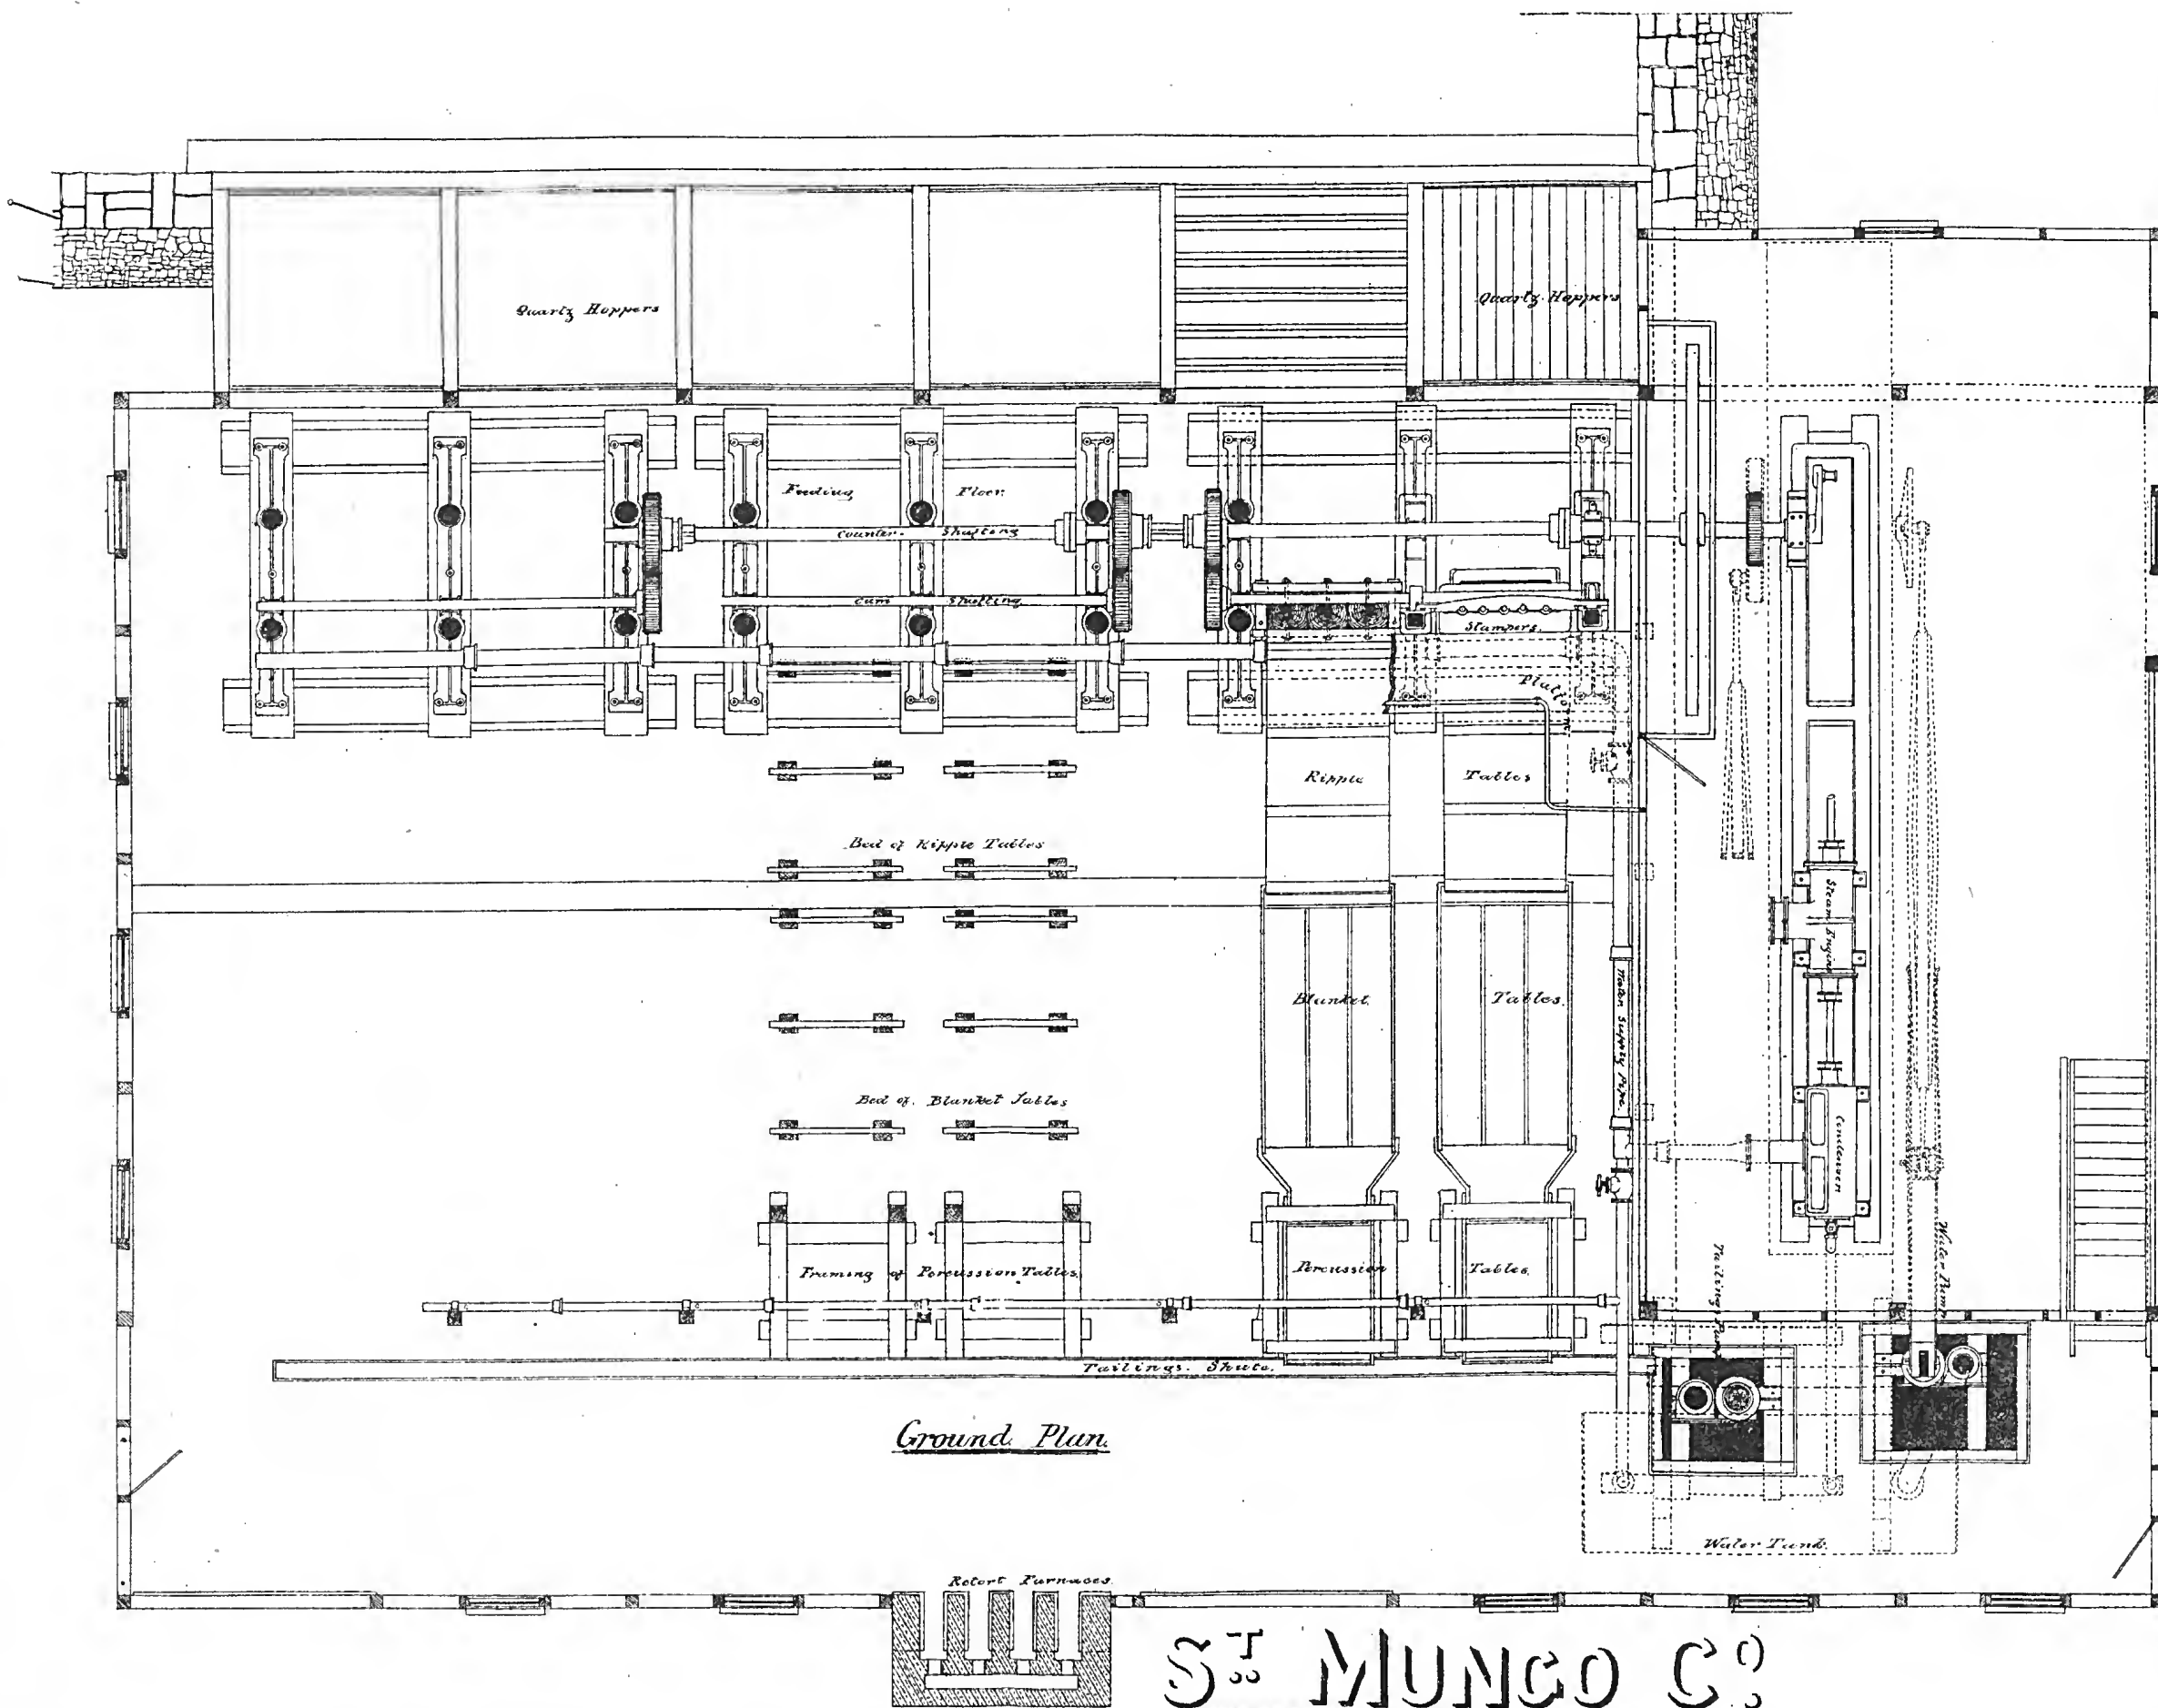 Quartz Hoppers
Quartz Hoppers
Feeding Floor.
Counter- Shafting
Cam Shafting
Stampers.
Platform
Ripple Tables
Bed of Ripple Tables
Steam Engine
Blanket Tables.
Water Supply Pipe
Bed of Blanket Tables
Condenser
Water Pump
Tailing Pump
Framing of Percussion Tables.
Percussion Tables.
Tailings. Shute.
Ground Plan.
Water Tank.
Retort Furnaces.
ST MUNGO CO